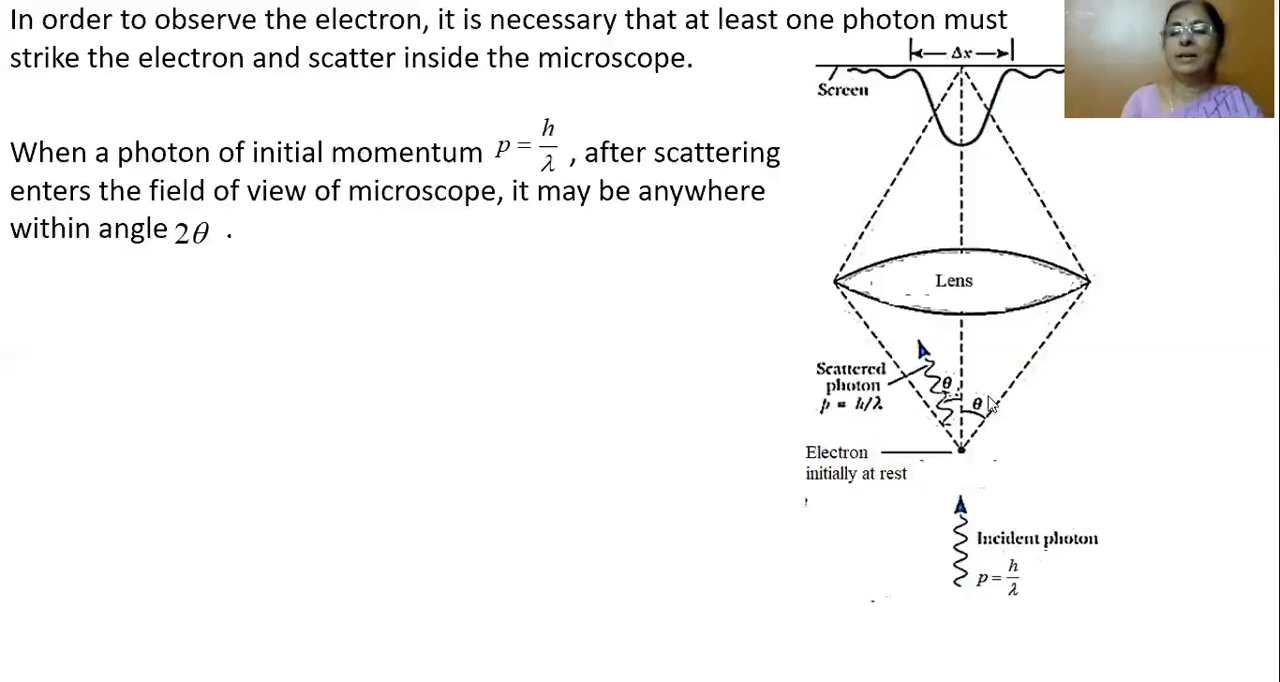 In order to observe the electron, it is necessary that at least one photon must
strike the electron and scatter inside the microscope.
When a photon of initial momentum p = h/λ , after scattering
enters the field of view of microscope, it may be anywhere
within angle 2θ .
Δx
Screen
Lens
Scattered
photon
p = h/λ
θ
θ
Electron
initially at rest
Incident photon
p = h/λ